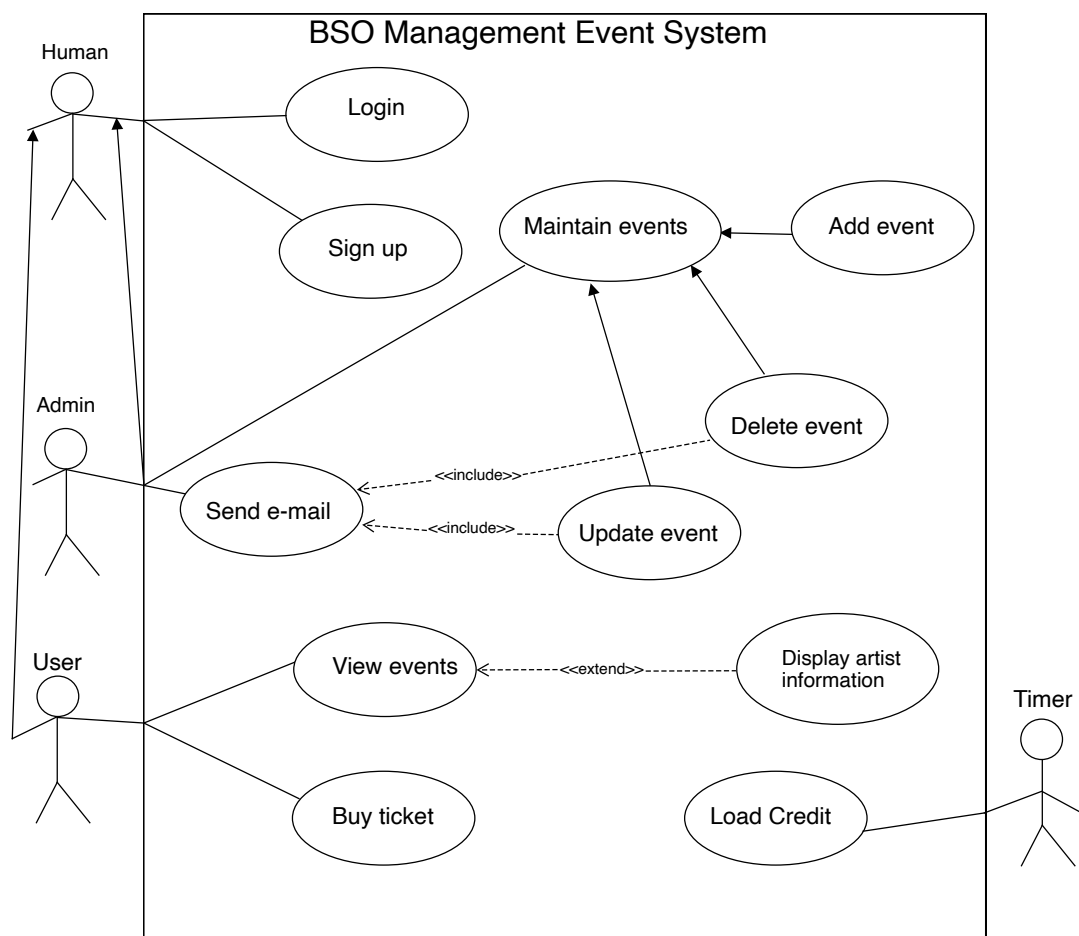 BSO Management Event System
Human
Login
Sign up
Maintain events
Add event
Admin
Delete event
<<include>>
Send e-mail
<<include>>
Update event
User
View events
<<extend>>
Display artist
information
Timer
Buy ticket
Load Credit